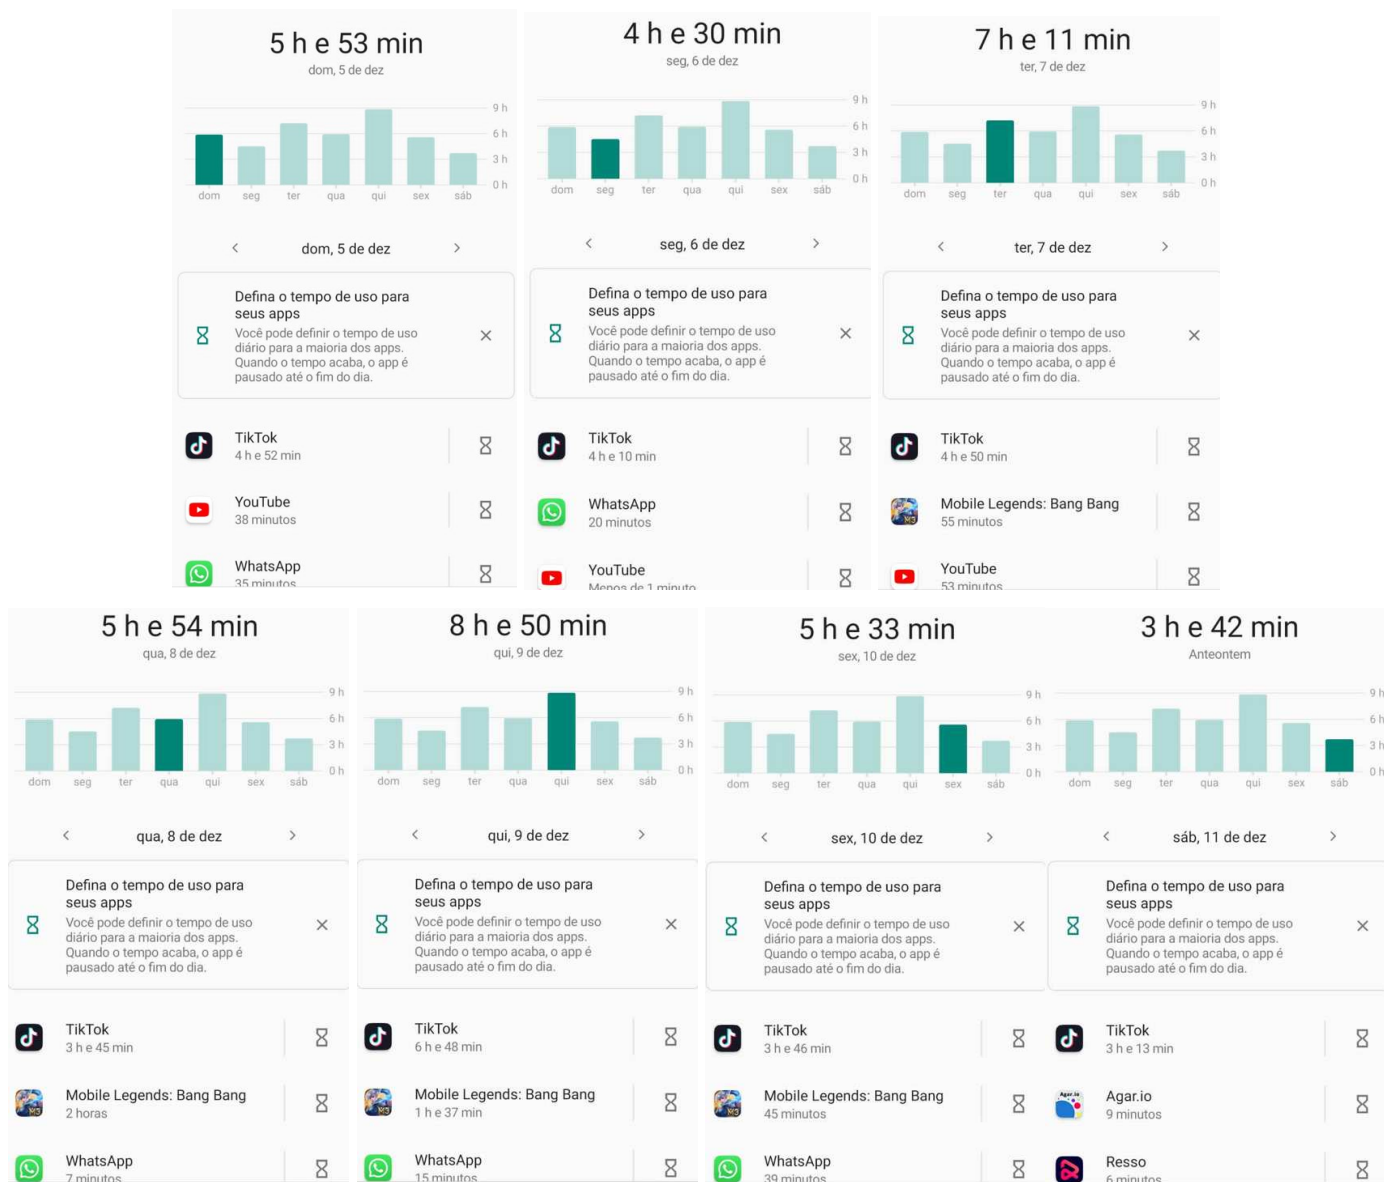 5 h e 53 min
dom, 5 de dez
9 h
6 h
3 h
0 h
dom seg ter qua qui sex sáb
dom, 5 de dez
Defina o tempo de uso para
seus apps
Você pode definir o tempo de uso
diário para a maioria dos apps.
Quando o tempo acaba, o app é
pausado até o fim do dia.
TikTok
4 h e 52 min
YouTube
38 minutos
WhatsApp
35 minutos
4 h e 30 min
seg, 6 de dez
9 h
6 h
3 h
0 h
dom seg ter qua qui sex sáb
seg, 6 de dez
Defina o tempo de uso para
seus apps
Você pode definir o tempo de uso
diário para a maioria dos apps.
Quando o tempo acaba, o app é
pausado até o fim do dia.
TikTok
4 h e 10 min
WhatsApp
20 minutos
YouTube
Menos de 1 minuto
7 h e 11 min
ter, 7 de dez
9 h
6 h
3 h
0 h
dom seg ter qua qui sex sáb
ter, 7 de dez
Defina o tempo de uso para
seus apps
Você pode definir o tempo de uso
diário para a maioria dos apps.
Quando o tempo acaba, o app é
pausado até o fim do dia.
TikTok
4 h e 50 min
Mobile Legends: Bang Bang
55 minutos
YouTube
53 minutos
5 h e 54 min
qua, 8 de dez
9 h
6 h
3 h
0 h
dom seg ter qua qui sex sáb
qua, 8 de dez
Defina o tempo de uso para
seus apps
Você pode definir o tempo de uso
diário para a maioria dos apps.
Quando o tempo acaba, o app é
pausado até o fim do dia.
TikTok
3 h e 45 min
Mobile Legends: Bang Bang
2 horas
WhatsApp
7 minutos
8 h e 50 min
qui, 9 de dez
9 h
6 h
3 h
0 h
dom seg ter qua qui sex sáb
qui, 9 de dez
Defina o tempo de uso para
seus apps
Você pode definir o tempo de uso
diário para a maioria dos apps.
Quando o tempo acaba, o app é
pausado até o fim do dia.
TikTok
6 h e 48 min
Mobile Legends: Bang Bang
1 h e 37 min
WhatsApp
15 minutos
5 h e 33 min
sex, 10 de dez
9 h
6 h
3 h
0 h
dom seg ter qua qui sex sáb
sex, 10 de dez
Defina o tempo de uso para
seus apps
Você pode definir o tempo de uso
diário para a maioria dos apps.
Quando o tempo acaba, o app é
pausado até o fim do dia.
TikTok
3 h e 46 min
Mobile Legends: Bang Bang
45 minutos
WhatsApp
39 minutos
3 h e 42 min
Anteontem
9 h
6 h
3 h
0 h
dom seg ter qua qui sex sáb
sáb, 11 de dez
Defina o tempo de uso para
seus apps
Você pode definir o tempo de uso
diário para a maioria dos apps.
Quando o tempo acaba, o app é
pausado até o fim do dia.
TikTok
3 h e 13 min
Agar.io
Agar.io
9 minutos
Resso
6 minutos